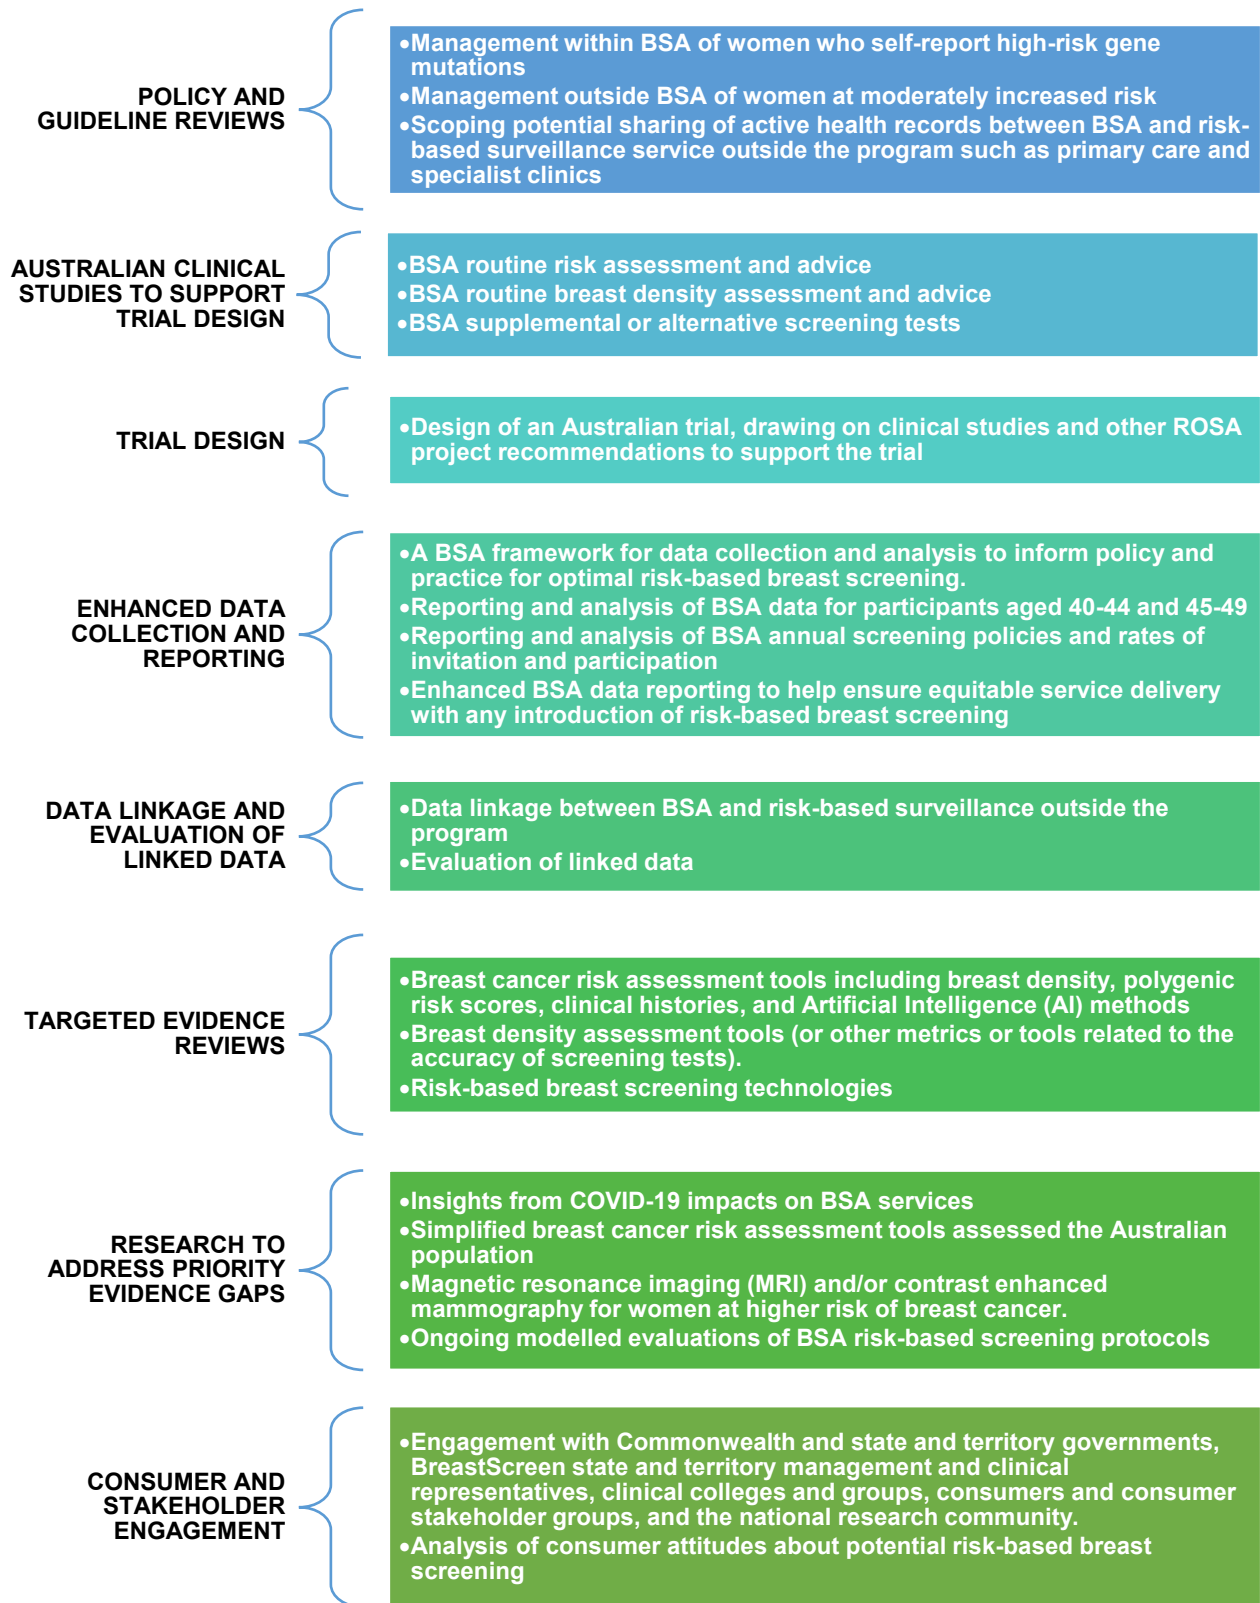 POLICY AND
GUIDELINE REVIEWS
•Management within BSA of women who self-report high-risk gene
mutations
•Management outside BSA of women at moderately increased risk
•Scoping potential sharing of active health records between BSA and risk-
based surveillance service outside the program such as primary care and
specialist clinics
AUSTRALIAN CLINICAL
STUDIES TO SUPPORT
TRIAL DESIGN
•BSA routine risk assessment and advice
•BSA routine breast density assessment and advice
•BSA supplemental or alternative screening tests
TRIAL DESIGN
•Design of an Australian trial, drawing on clinical studies and other ROSA
project recommendations to support the trial
ENHANCED DATA
COLLECTION AND
REPORTING
•A BSA framework for data collection and analysis to inform policy and
practice for optimal risk-based breast screening.
•Reporting and analysis of BSA data for participants aged 40-44 and 45-49
•Reporting and analysis of BSA annual screening policies and rates of
invitation and participation
•Enhanced BSA data reporting to help ensure equitable service delivery
with any introduction of risk-based breast screening
DATA LINKAGE AND
EVALUATION OF
LINKED DATA
•Data linkage between BSA and risk-based surveillance outside the
program
•Evaluation of linked data
TARGETED EVIDENCE
REVIEWS
•Breast cancer risk assessment tools including breast density, polygenic
risk scores, clinical histories, and Artificial Intelligence (AI) methods
•Breast density assessment tools (or other metrics or tools related to the
accuracy of screening tests).
•Risk-based breast screening technologies
RESEARCH TO
ADDRESS PRIORITY
EVIDENCE GAPS
•Insights from COVID-19 impacts on BSA services
•Simplified breast cancer risk assessment tools assessed the Australian
population
•Magnetic resonance imaging (MRI) and/or contrast enhanced
mammography for women at higher risk of breast cancer.
•Ongoing modelled evaluations of BSA risk-based screening protocols
CONSUMER AND
STAKEHOLDER
ENGAGEMENT
•Engagement with Commonwealth and state and territory governments,
BreastScreen state and territory management and clinical
representatives, clinical colleges and groups, consumers and consumer
stakeholder groups, and the national research community.
•Analysis of consumer attitudes about potential risk-based breast
screening